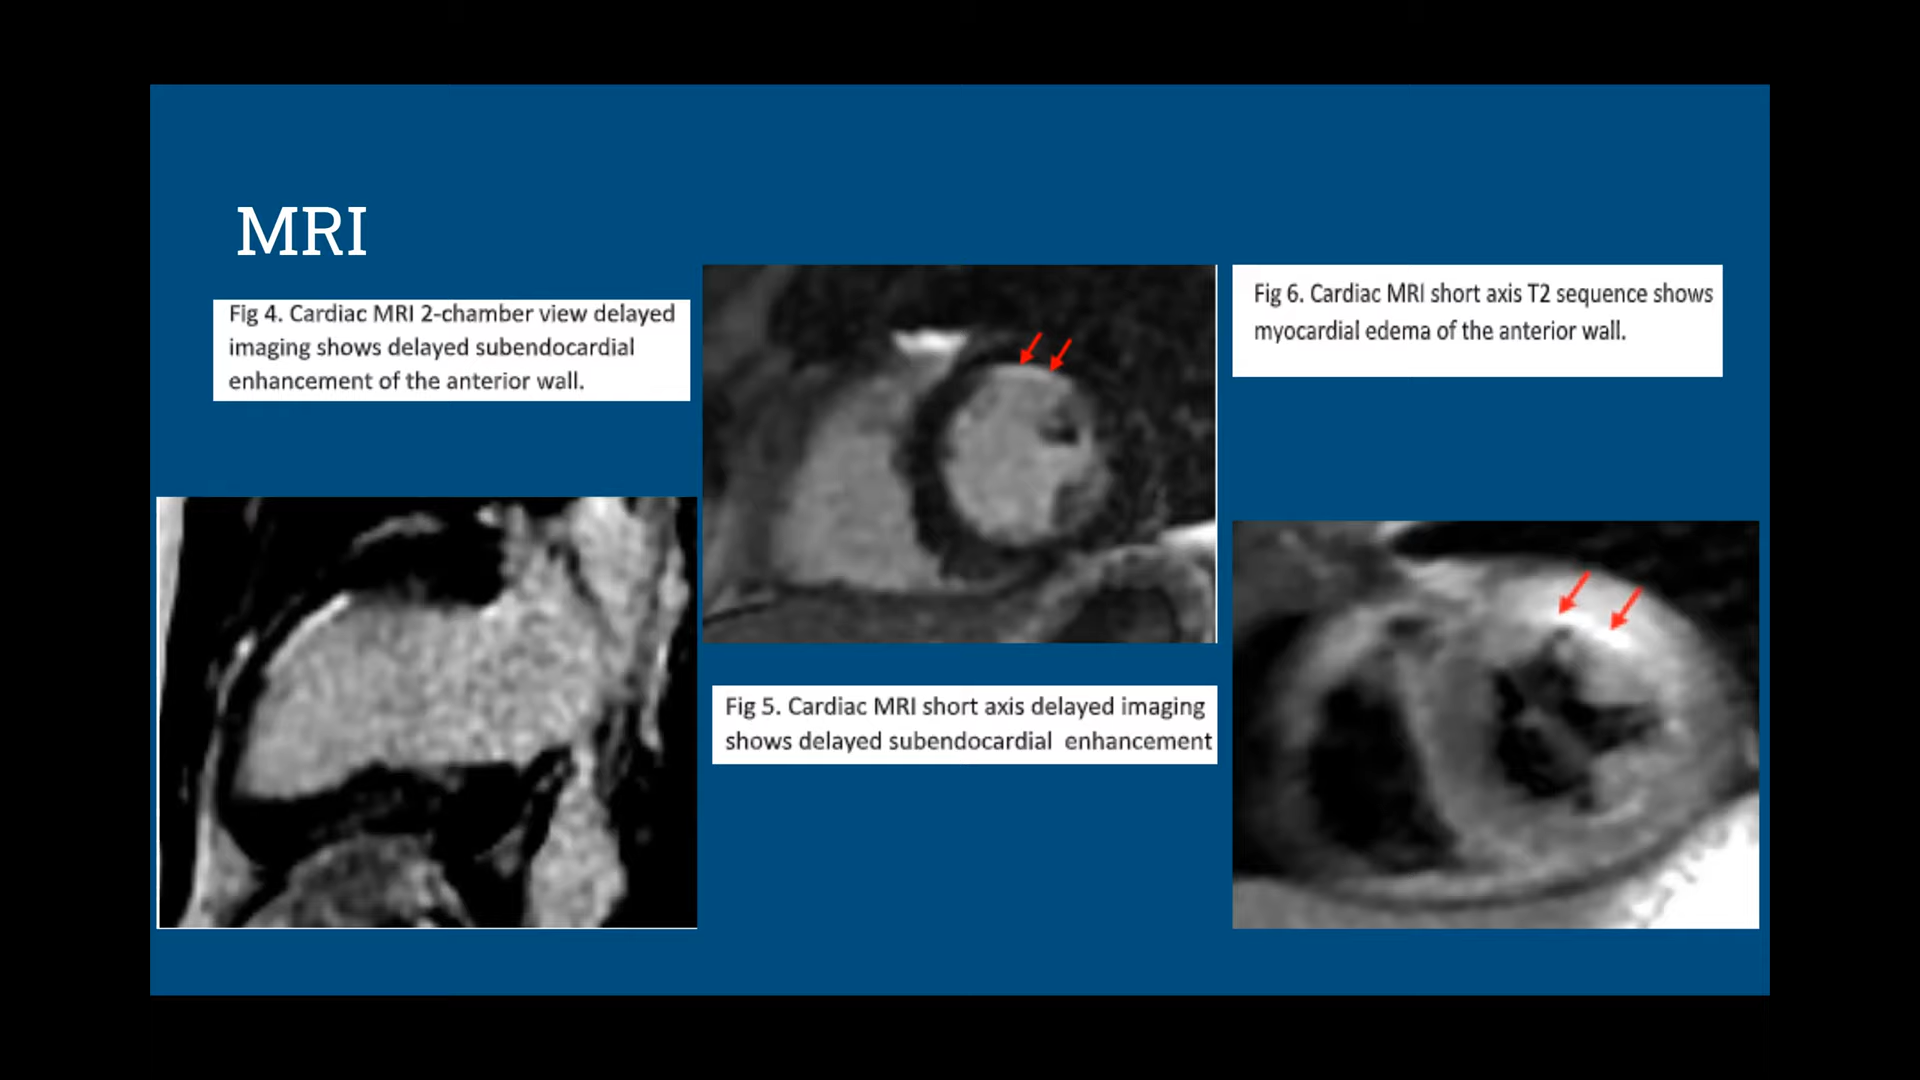 MRI
Fig 4. Cardiac MRI 2-chamber view delayed
imaging shows delayed subendocardial
enhancement of the anterior wall.
Fig 5. Cardiac MRI short axis delayed imaging
shows delayed subendocardial enhancement
Fig 6. Cardiac MRI short axis T2 sequence shows
myocardial edema of the anterior wall.